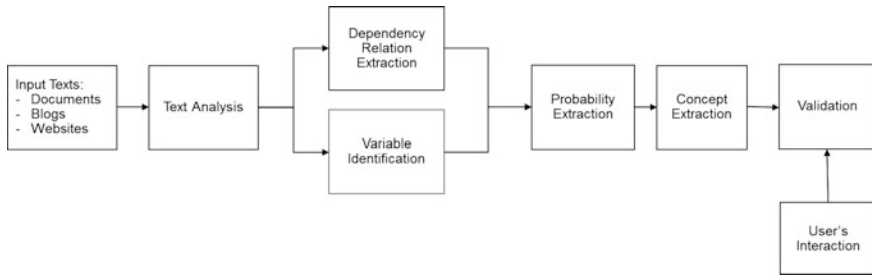 Input Texts:
- Documents
- Blogs
- Websites
Text Analysis
Dependency
Relation
Extraction
Variable
Identification
Probability
Extraction
Concept
Extraction
Validation
User's
Interaction